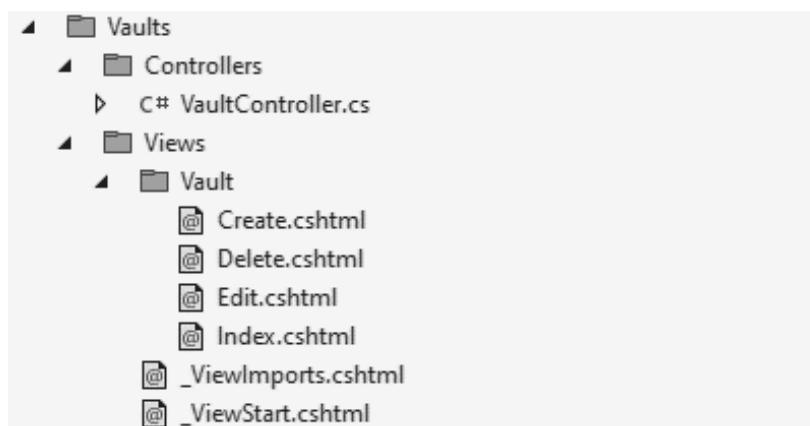 Vaults
Controllers
C# VaultController.cs
Views
Vault
@ Create.cshtml
@ Delete.cshtml
@ Edit.cshtml
@ Index.cshtml
@ _ViewImports.cshtml
@ _ViewStart.cshtml